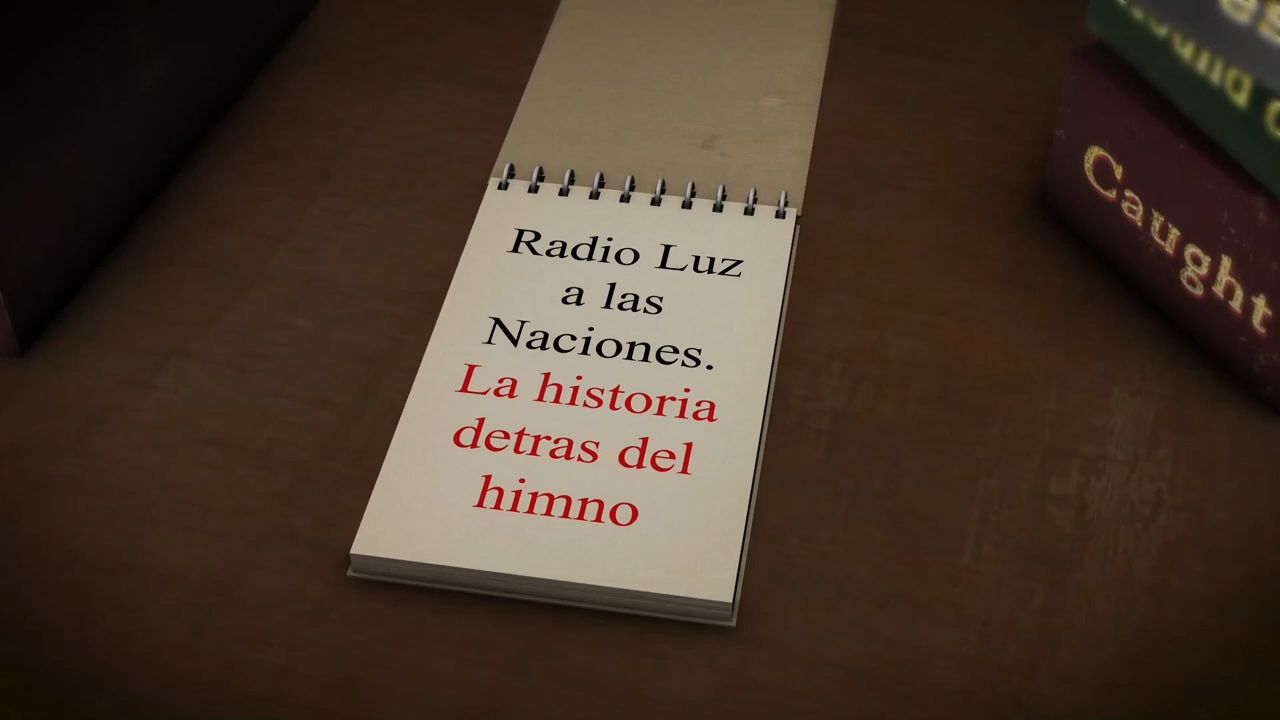 Radio Luz
a las
Naciones.
La historia
detras del
himno
Caught